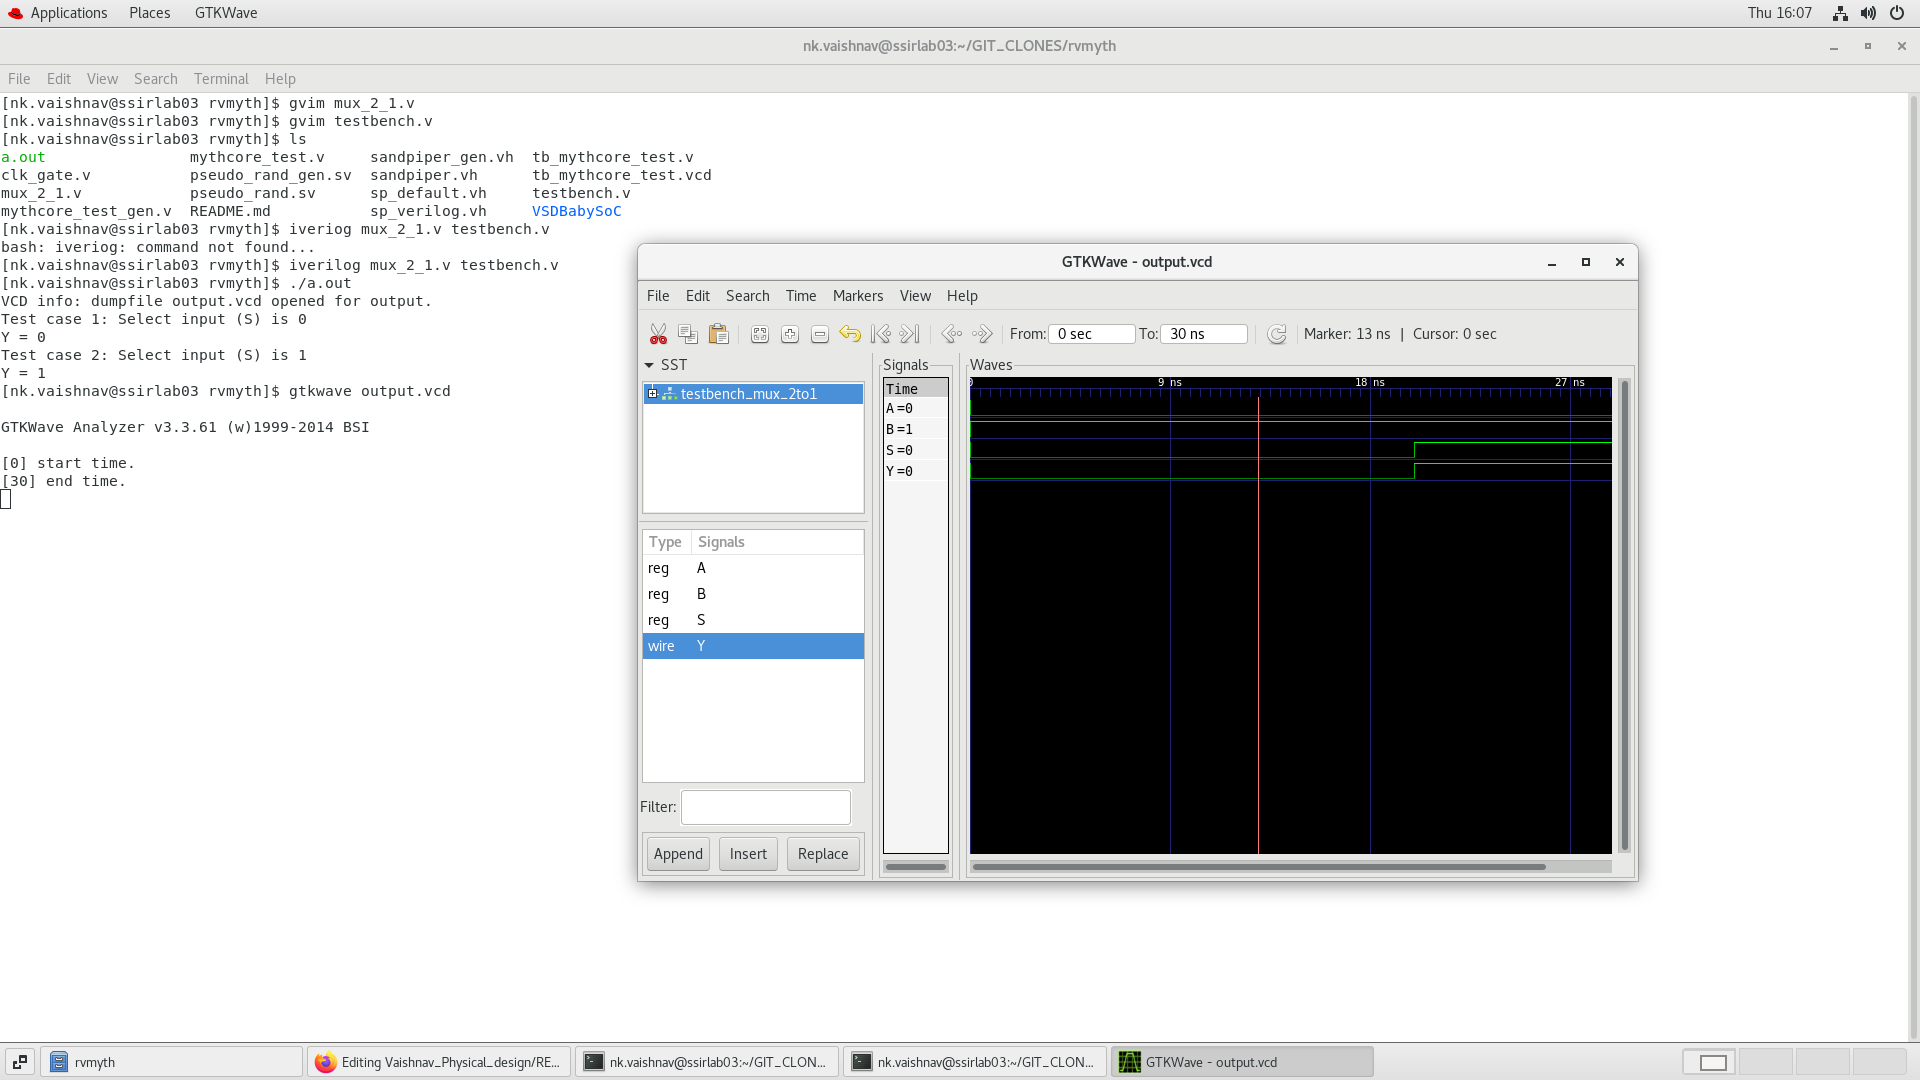 Applications Places GTKWave Thu 16:07
nk.vaishnav@ssirlab03:~/GIT_CLONES/rvmyth
File Edit View Search Terminal Help
[nk.vaishnav@ssirlab03 rvmyth]$ gvim mux_2_1.v
[nk.vaishnav@ssirlab03 rvmyth]$ gvim testbench.v
[nk.vaishnav@ssirlab03 rvmyth]$ ls
a.out mythcore_test.v sandpiper_gen.vh tb_mythcore_test.v
clk_gate.v pseudo_rand_gen.sv sandpiper.vh tb_mythcore_test.vcd
mux_2_1.v pseudo_rand.sv sp_default.vh testbench.v
mythcore_test_gen.v README.md sp_verilog.vh VSDBabySoC
[nk.vaishnav@ssirlab03 rvmyth]$ iveriog mux_2_1.v testbench.v
bash: iveriog: command not found...
[nk.vaishnav@ssirlab03 rvmyth]$ iverilog mux_2_1.v testbench.v
[nk.vaishnav@ssirlab03 rvmyth]$ ./a.out
VCD info: dumpfile output.vcd opened for output.
Test case 1: Select input (S) is 0
Y = 0
Test case 2: Select input (S) is 1
Y = 1
[nk.vaishnav@ssirlab03 rvmyth]$ gtkwave output.vcd
GTKWave Analyzer v3.3.61 (w)1999-2014 BSI
[0] start time.
[30] end time.
GTKWave - output.vcd
File Edit Search Time Markers View Help
From: 0 sec To: 30 ns Marker: 13 ns | Cursor: 0 sec
SST
testbench_mux_2to1
Type Signals
reg A
reg B
reg S
wire Y
Filter:
Append Insert Replace
Signals
Time
A=0
B=1
S=0
Y=0
Waves
0 9 ns 18 ns 27 ns
rvmyth Editing Vaishnav_Physical_design/RE... nk.vaishnav@ssirlab03:~/GIT_CLON... nk.vaishnav@ssirlab03:~/GIT_CLON... GTKWave - output.vcd